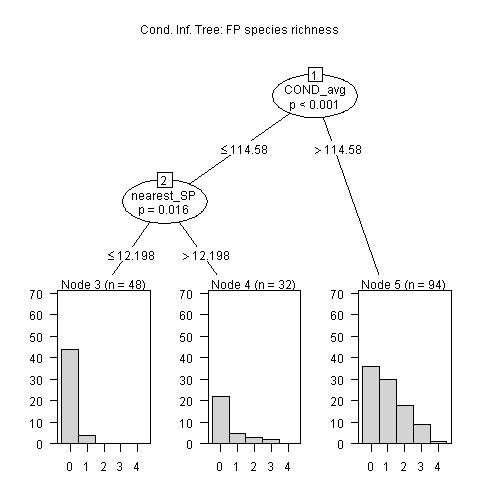 Cond. Inf. Tree: FP species richness
1
COND_avg
p < 0.001
≤114.58
>114.58
2
nearest_SP
p = 0.016
≤12.198
>12.198
Node 3 (n = 48)
70
60
50
40
30
20
10
0
0 1 2 3 4
Node 4 (n = 32)
70
60
50
40
30
20
10
0
0 1 2 3 4
Node 5 (n = 94)
70
60
50
40
30
20
10
0
0 1 2 3 4